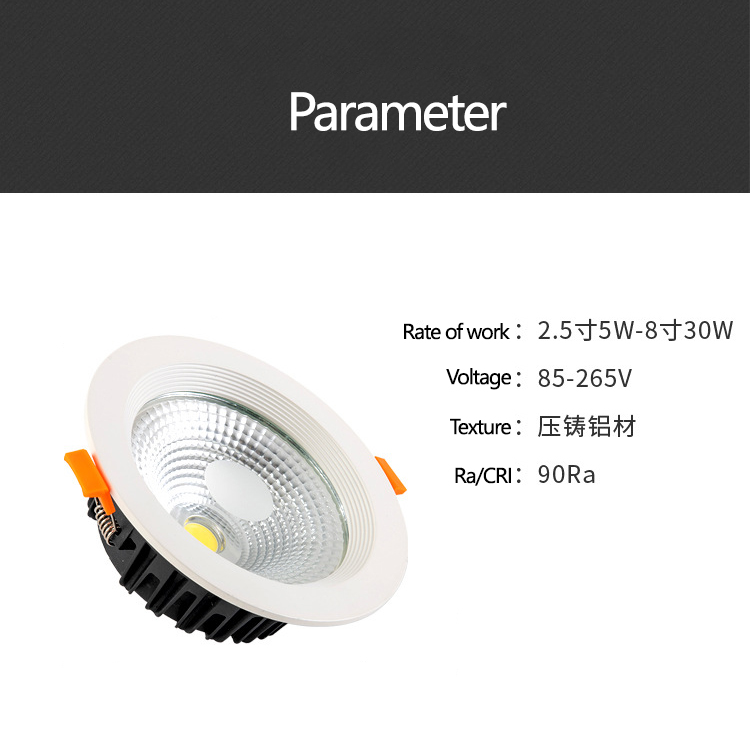 Parameter
Rate of work： 2.5寸5W-8寸30W
Voltage： 85-265V
Texture： 压铸铝材
Ra/CRI： 90Ra